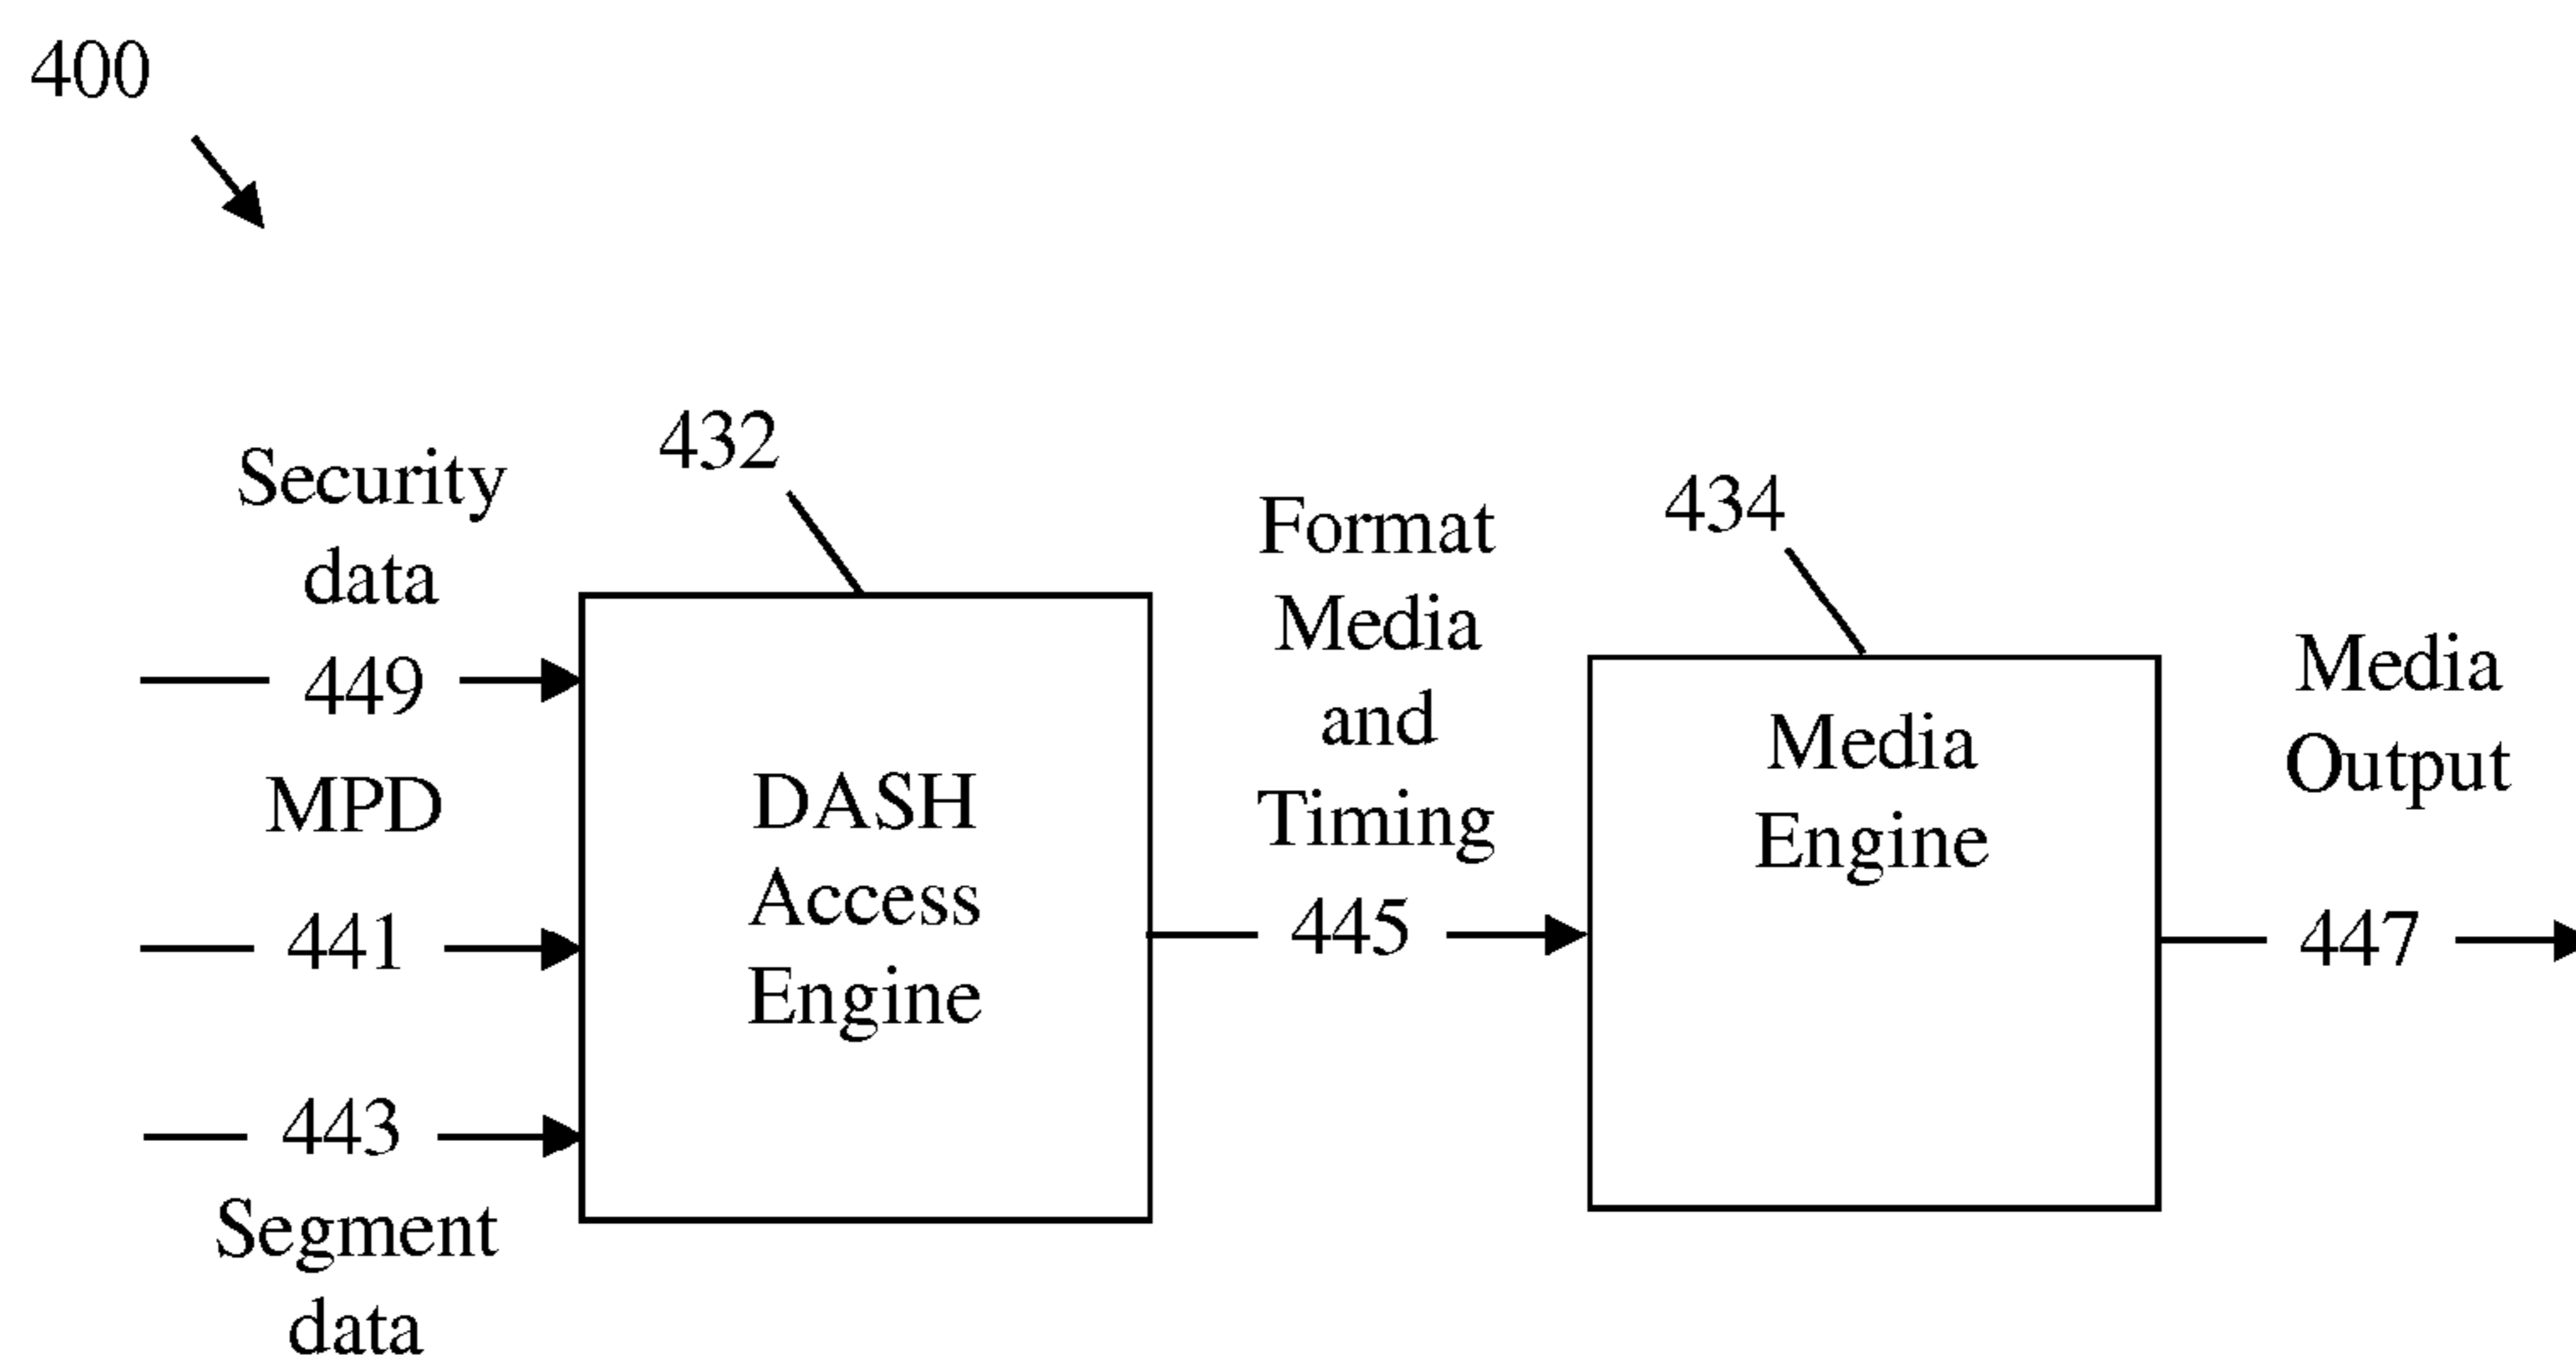 400
Security
data
449
MPD
441
443
Segment
data
432
DASH
Access
Engine
Format
Media
and
Timing
445
434
Media
Engine
Media
Output
447